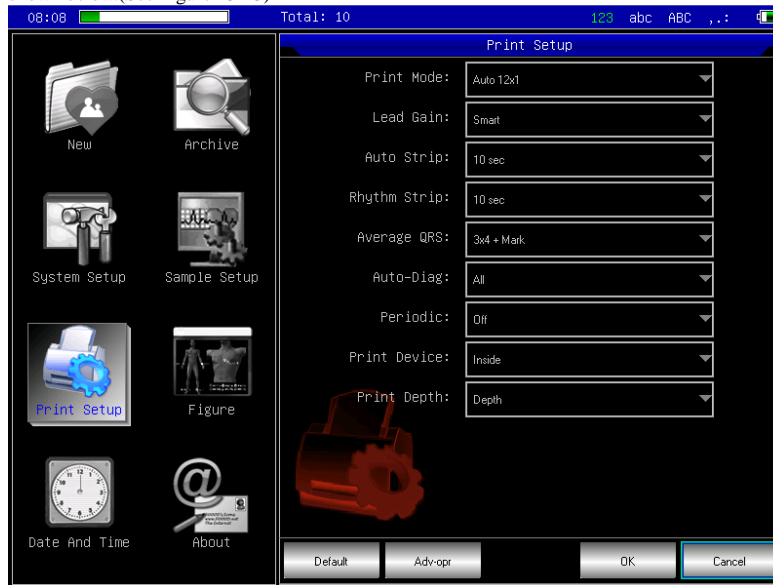 08:08 Total: 10 123 abc ABC ,.:
Print Setup
Print Mode: Auto 12x1
Lead Gain: Smart
Auto Strip: 10 sec
Rhythm Strip: 10 sec
Average QRS: 3x4 + Mark
Auto-Diag: All
Periodic: Off
Print Device: Inside
Print Depth: Depth
New Archive
System Setup Sample Setup
Print Setup Figure
Date And Time About
Default Adv-opr OK Cancel